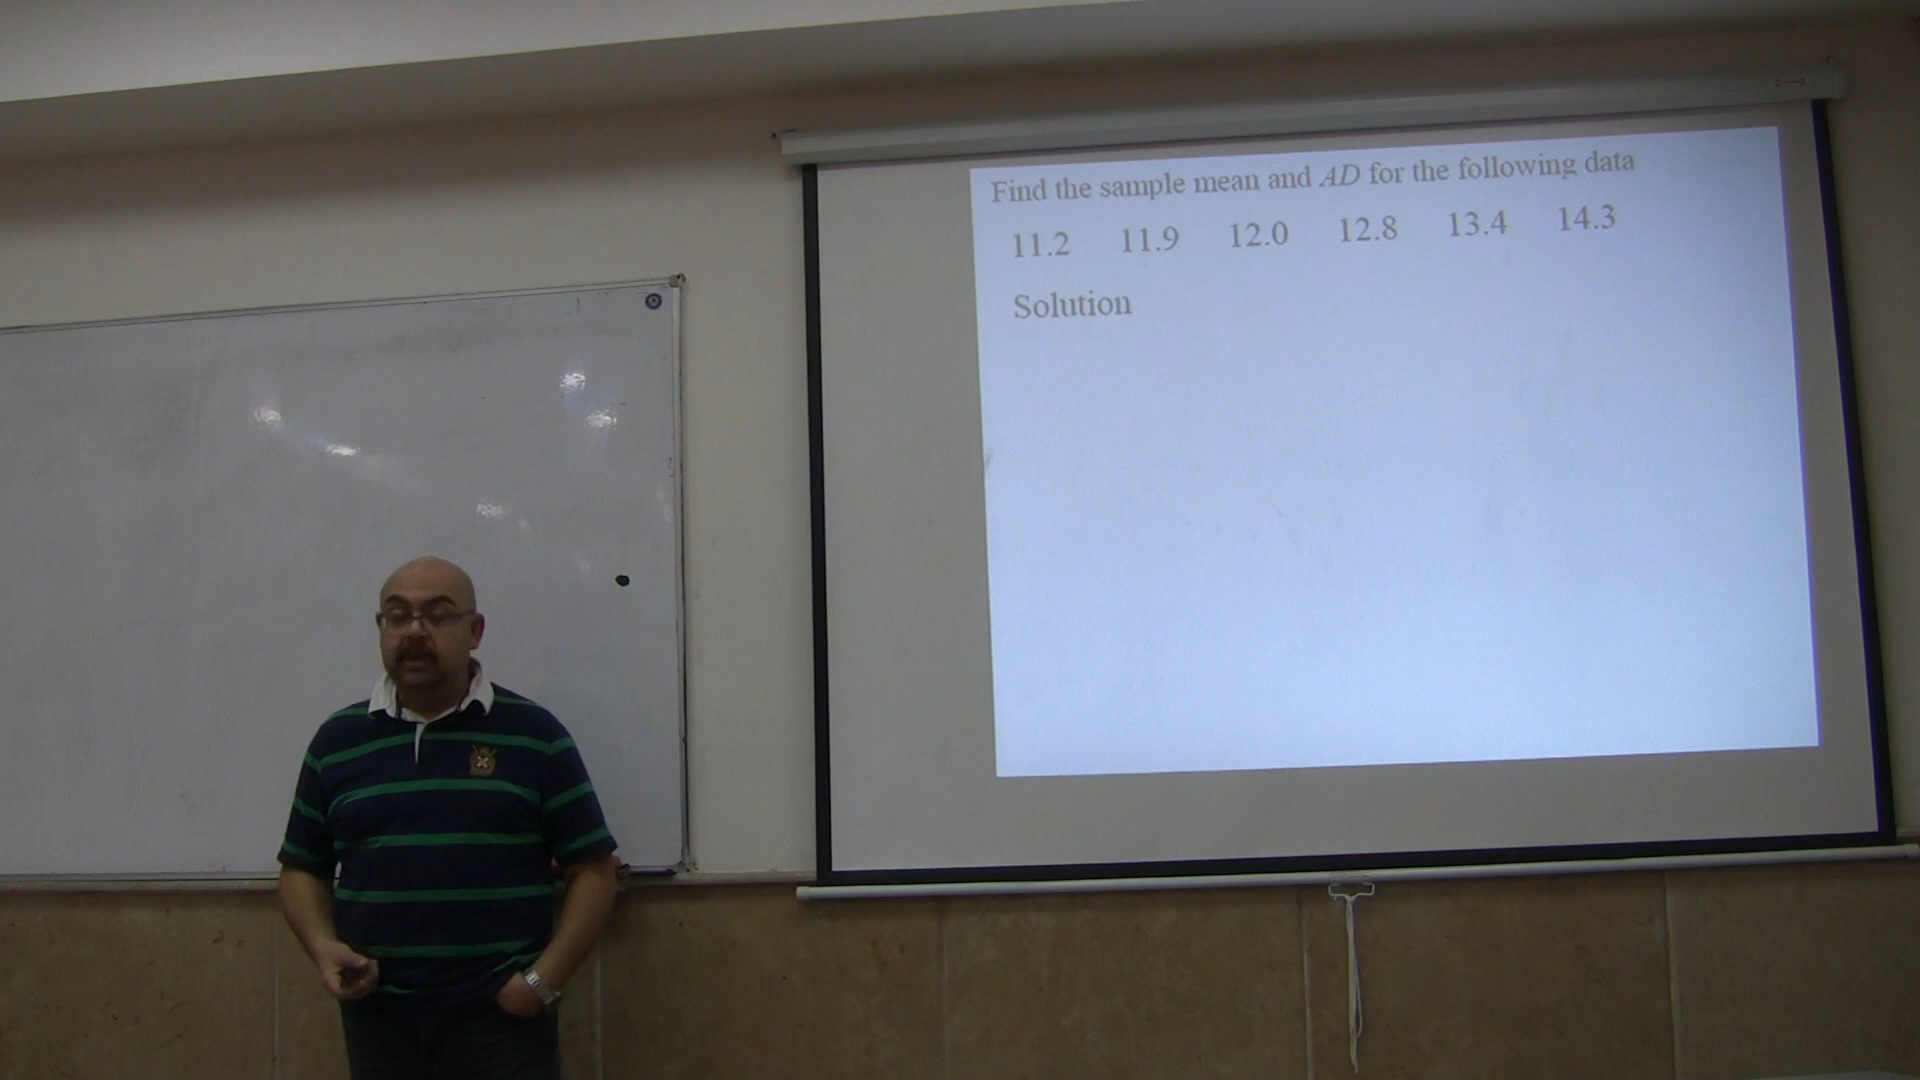 Find the sample mean and AD for the following data
11.2 11.9 12.0 12.8 13.4 14.3
Solution